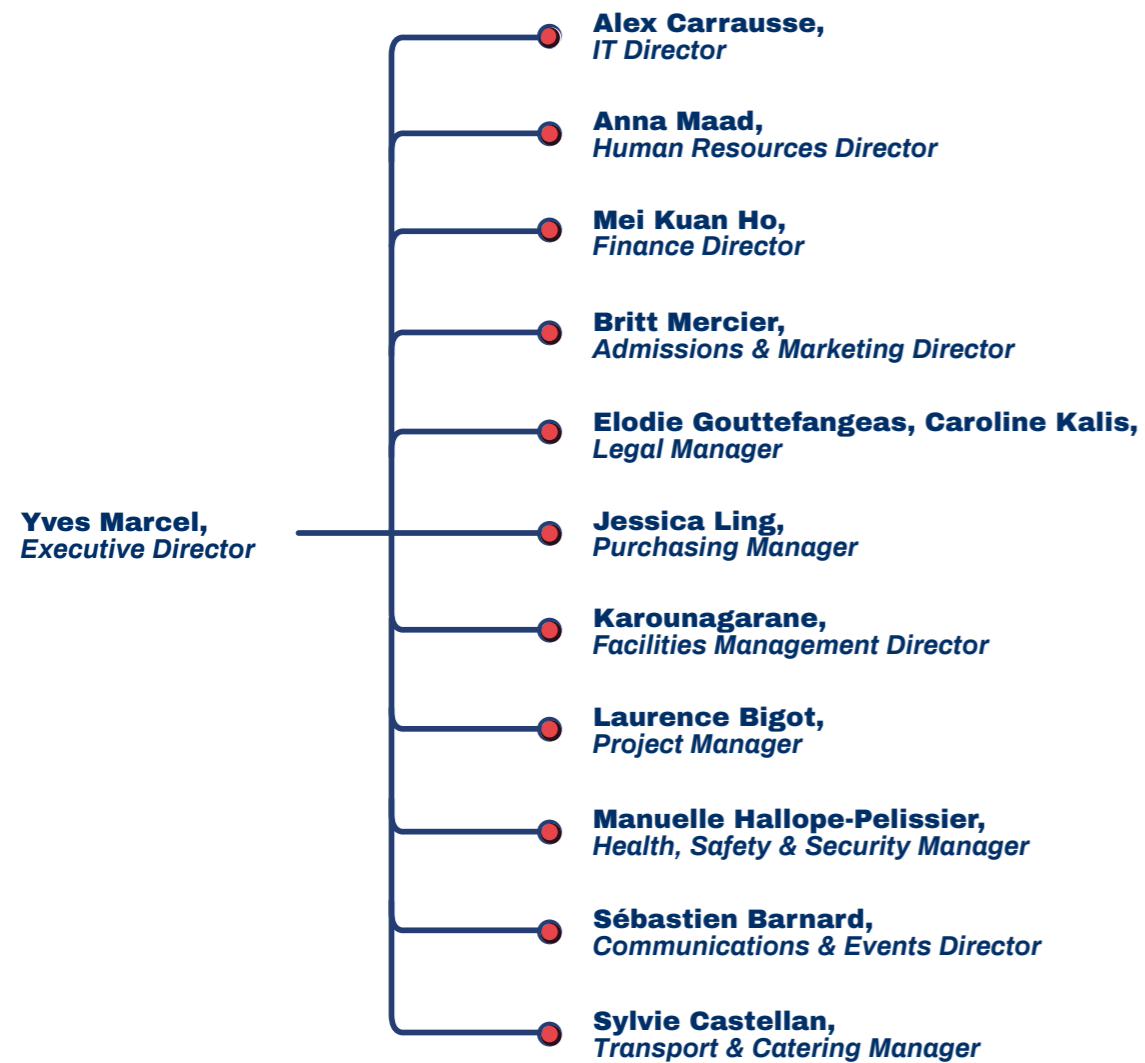 Alex Carrausse,
IT Director
Anna Maad,
Human Resources Director
Mei Kuan Ho,
Finance Director
Britt Mercier,
Admissions & Marketing Director
Elodie Gouttefangeas, Caroline Kalis,
Legal Manager
Yves Marcel,
Executive Director
Jessica Ling,
Purchasing Manager
Karounagarane,
Facilities Management Director
Laurence Bigot,
Project Manager
Manuelle Hallope-Pelissier,
Health, Safety & Security Manager
Sébastien Barnard,
Communications & Events Director
Sylvie Castellan,
Transport & Catering Manager